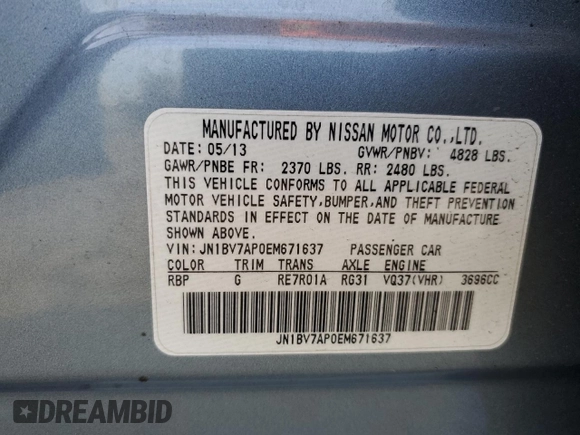 MANUFACTURED BY NISSAN MOTOR CO.,LTD.
DATE: 05/13 GVWR/PNBV: 4828 LBS.
GAWR/PNBE FR: 2370 LBS. RR: 2480 LBS.
THIS VEHICLE CONFORMS TO ALL APPLICABLE FEDERAL
MOTOR VEHICLE SAFETY,BUMPER,AND THEFT PREVENTION
STANDARDS IN EFFECT ON THE DATE OF MANUFACTURE
SHOWN ABOVE.
VIN: JN1BV7AP0EM671637 PASSENGER CAR
COLOR TRIM TRANS AXLE ENGINE
RBP G RE7R01A RG31 VQ37(VHR) 3696CC
JN1BV7AP0EM671637
DREAMBID